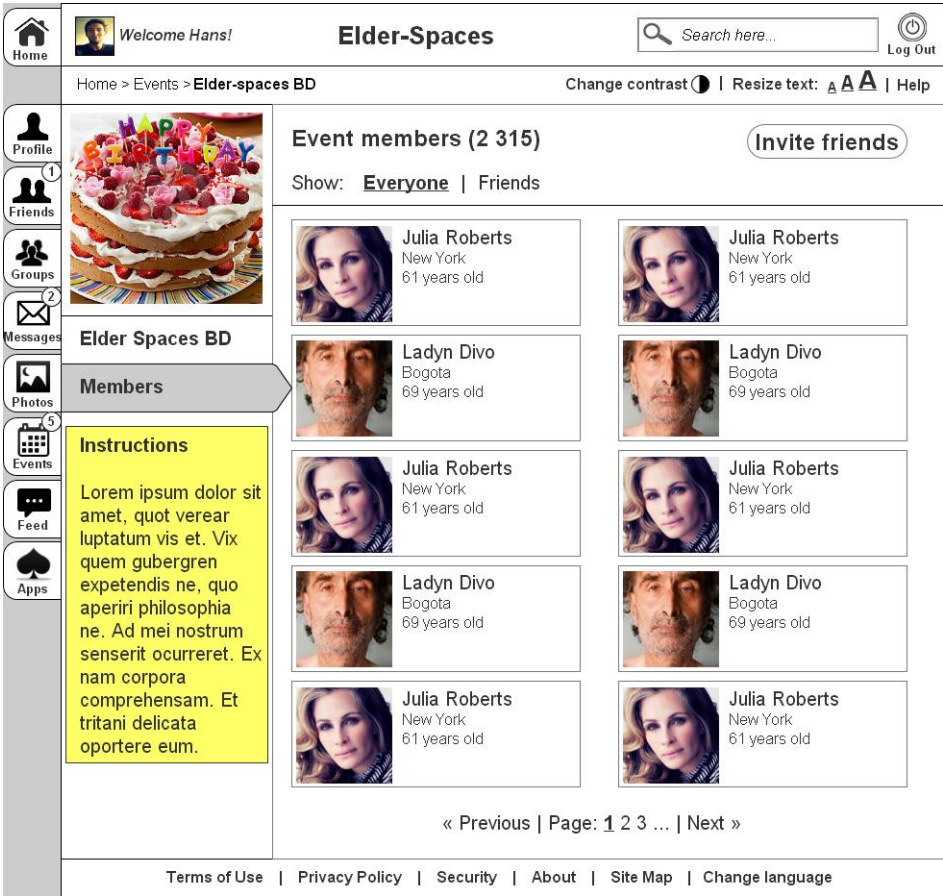 Home
Welcome Hans!
Elder-Spaces
Search here...
Log Out
Home > Events > Elder-spaces BD
Change contrast | Resize text: A A A | Help
Profile
1
Friends
Groups
2
Messages
Photos
5
Events
Feed
Apps
HAPPY
BIRTHDAY
Elder Spaces BD
Members
Instructions
Lorem ipsum dolor sit
amet, quot verear
luptatum vis et. Vix
quem gubergren
expetendis ne, quo
aperiri philosophia
ne. Ad mei nostrum
senserit ocurreret. Ex
nam corpora
comprehensam. Et
tritani delicata
oportere eum.
Event members (2 315)
Invite friends
Show: Everyone | Friends
Julia Roberts
New York
61 years old
Julia Roberts
New York
61 years old
Ladyn Divo
Bogota
69 years old
Ladyn Divo
Bogota
69 years old
Julia Roberts
New York
61 years old
Julia Roberts
New York
61 years old
Ladyn Divo
Bogota
69 years old
Ladyn Divo
Bogota
69 years old
Julia Roberts
New York
61 years old
Julia Roberts
New York
61 years old
« Previous | Page: 1 2 3 ... | Next »
Terms of Use | Privacy Policy | Security | About | Site Map | Change language